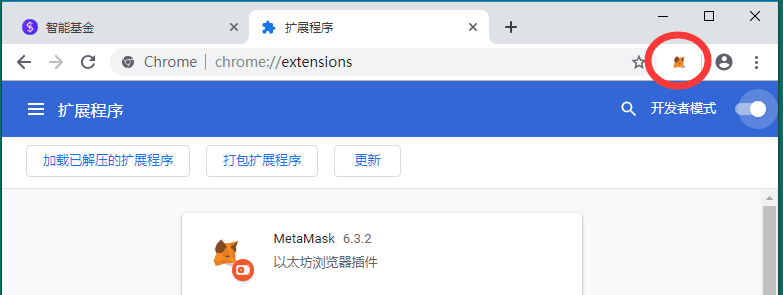 智能基金
扩展程序
Chrome | chrome://extensions
扩展程序
开发者模式
加载已解压的扩展程序
打包扩展程序
更新
MetaMask 6.3.2
以太坊浏览器插件